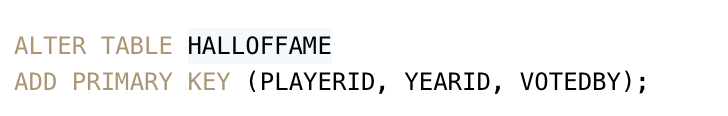 ALTER TABLE HALLOFFAME
ADD PRIMARY KEY (PLAYERID, YEARID, VOTEDBY);